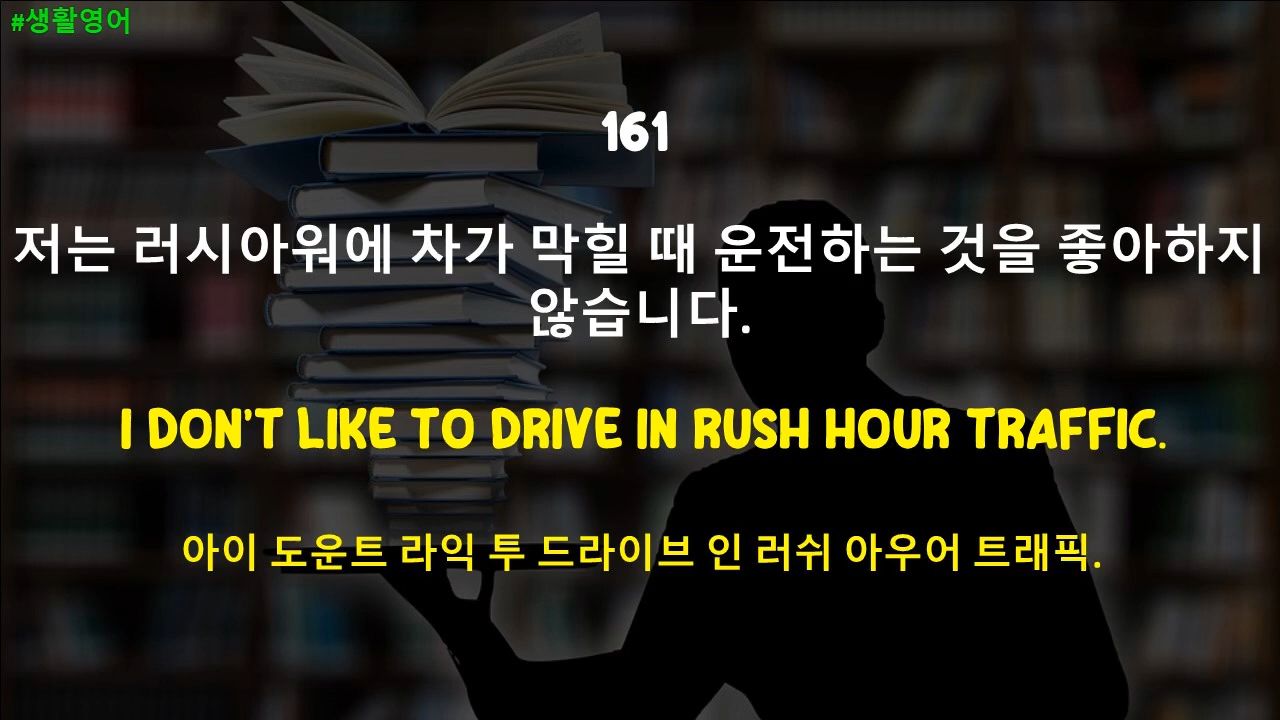 #생활영어
161
저는 러시아워에 차가 막힐 때 운전하는 것을 좋아하지
않습니다.
I DON'T LIKE TO DRIVE IN RUSH HOUR TRAFFIC.
아이 도운트 라익 투 드라이브 인 러쉬 아우어 트래픽.